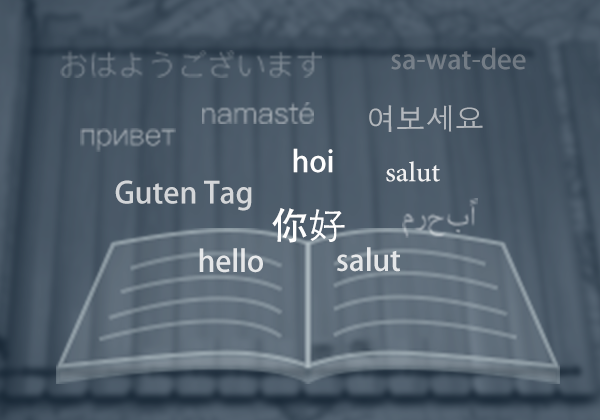 おはようございます
sa-wat-dee
namasté
여보세요
привет
hoi
salut
Guten Tag
你好
hello
salut